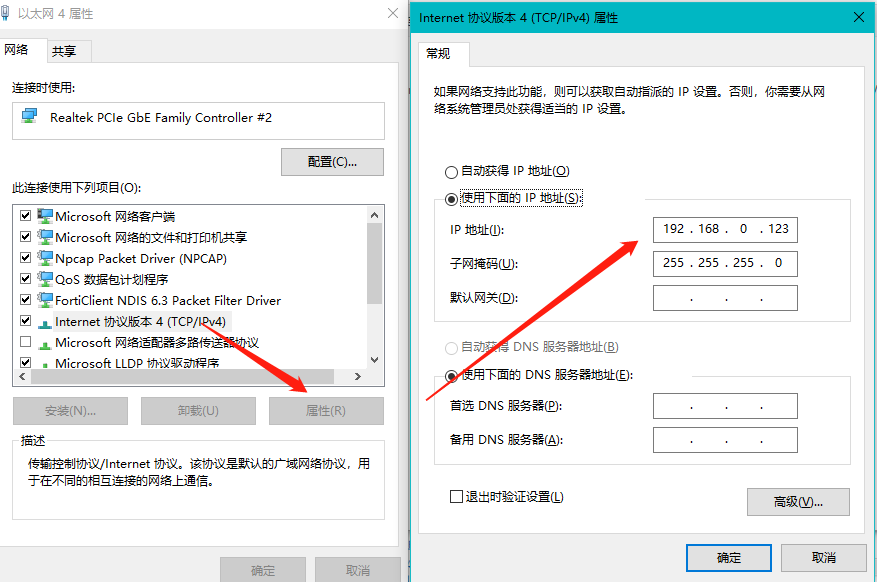 以太网 4 属性
网络
共享
连接时使用:
Realtek PCIe GbE Family Controller #2
配置(C)...
此连接使用下列项目(O):
Microsoft 网络客户端
Microsoft 网络的文件和打印机共享
Npcap Packet Driver (NPCAP)
QoS 数据包计划程序
FortiClient NDIS 6.3 Packet Filter Driver
Internet 协议版本 4 (TCP/IPv4)
Microsoft 网络适配器多路传送器协议
Microsoft LLDP 协议驱动程序
安装(N)...
卸载(U)
属性(R)
描述
传输控制协议/Internet 协议。该协议是默认的广域网络协议，用
于在不同的相互连接的网络上通信。
确定
取消
Internet 协议版本 4 (TCP/IPv4) 属性
常规
如果网络支持此功能，则可以获取自动指派的 IP 设置。否则，你需要从网
络系统管理员处获得适当的 IP 设置。
自动获得 IP 地址(O)
使用下面的 IP 地址(S):
IP 地址(I):
192 . 168 . 0 . 123
子网掩码(U):
255 . 255 . 255 . 0
默认网关(D):
. . .
自动获得 DNS 服务器地址(B)
使用下面的 DNS 服务器地址(E):
首选 DNS 服务器(P):
. . .
备用 DNS 服务器(A):
. . .
退出时验证设置(L)
高级(V)...
确定
取消